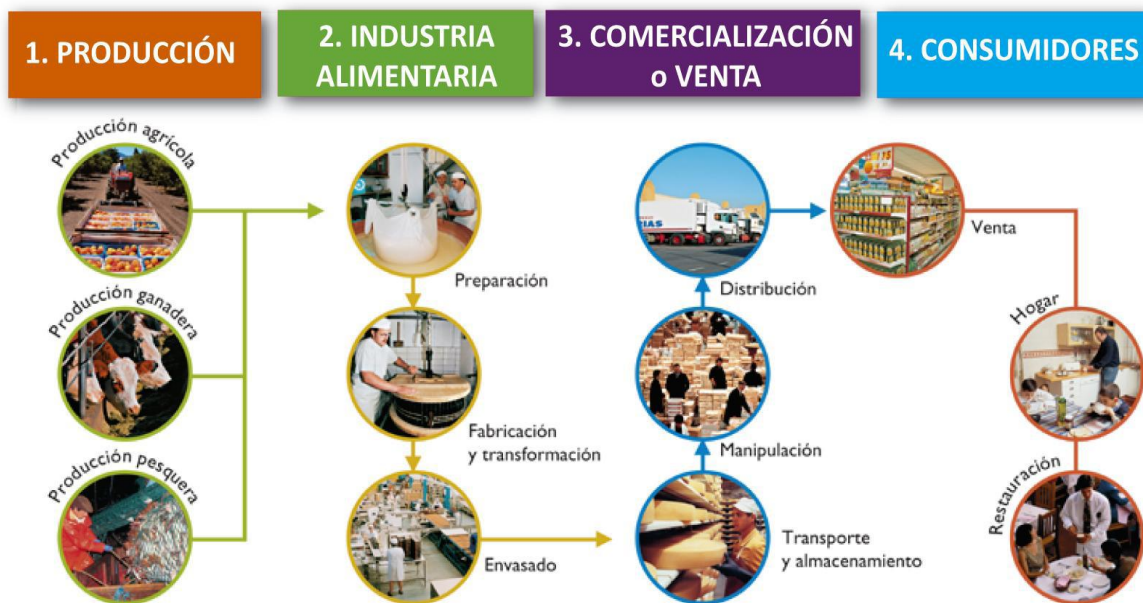 1. PRODUCCIÓN
2. INDUSTRIA
ALIMENTARIA
3. COMERCIALIZACIÓN
o VENTA
4. CONSUMIDORES
Producción agrícola
Producción ganadera
Producción pesquera
Preparación
Fabricación
y transformación
Envasado
Transporte
y almacenamiento
Manipulación
Distribución
Venta
Hogar
Restauración